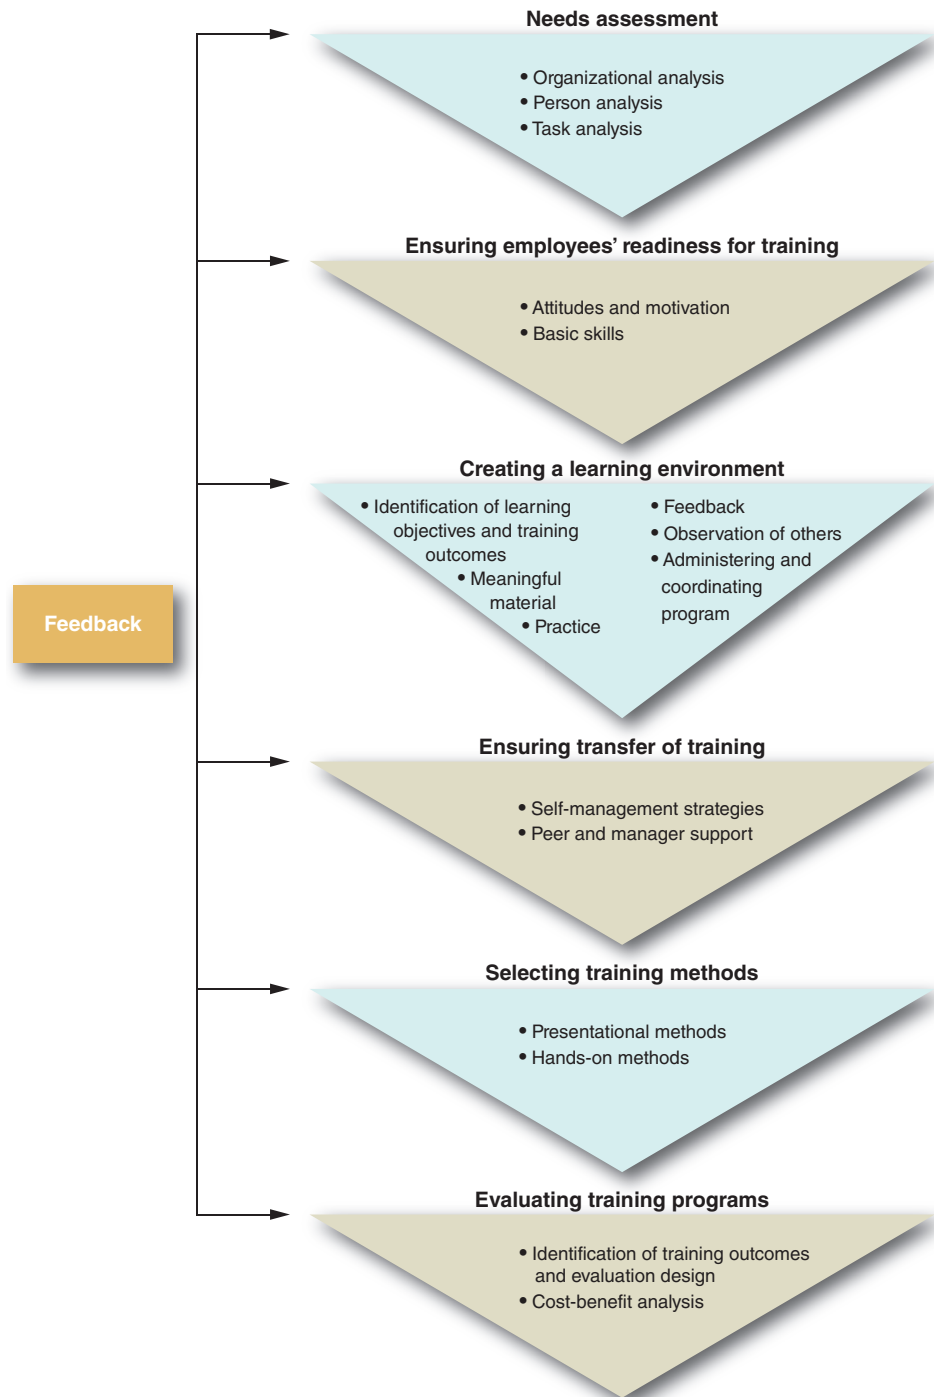 Needs assessment
• Organizational analysis
• Person analysis
• Task analysis
Ensuring employees’ readiness for training
• Attitudes and motivation
• Basic skills
Creating a learning environment
• Identification of learning
objectives and training
outcomes
• Meaningful
material
• Practice
• Feedback
• Observation of others
• Administering and
coordinating
program
Feedback
Ensuring transfer of training
• Self-management strategies
• Peer and manager support
Selecting training methods
• Presentational methods
• Hands-on methods
Evaluating training programs
• Identification of training outcomes
and evaluation design
• Cost-benefit analysis